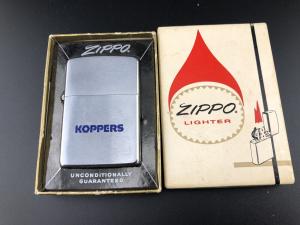 ZIPPO
KOPPERS
UNCONDITIONALLY
GUARANTEED
ZIPPO
LIGHTER